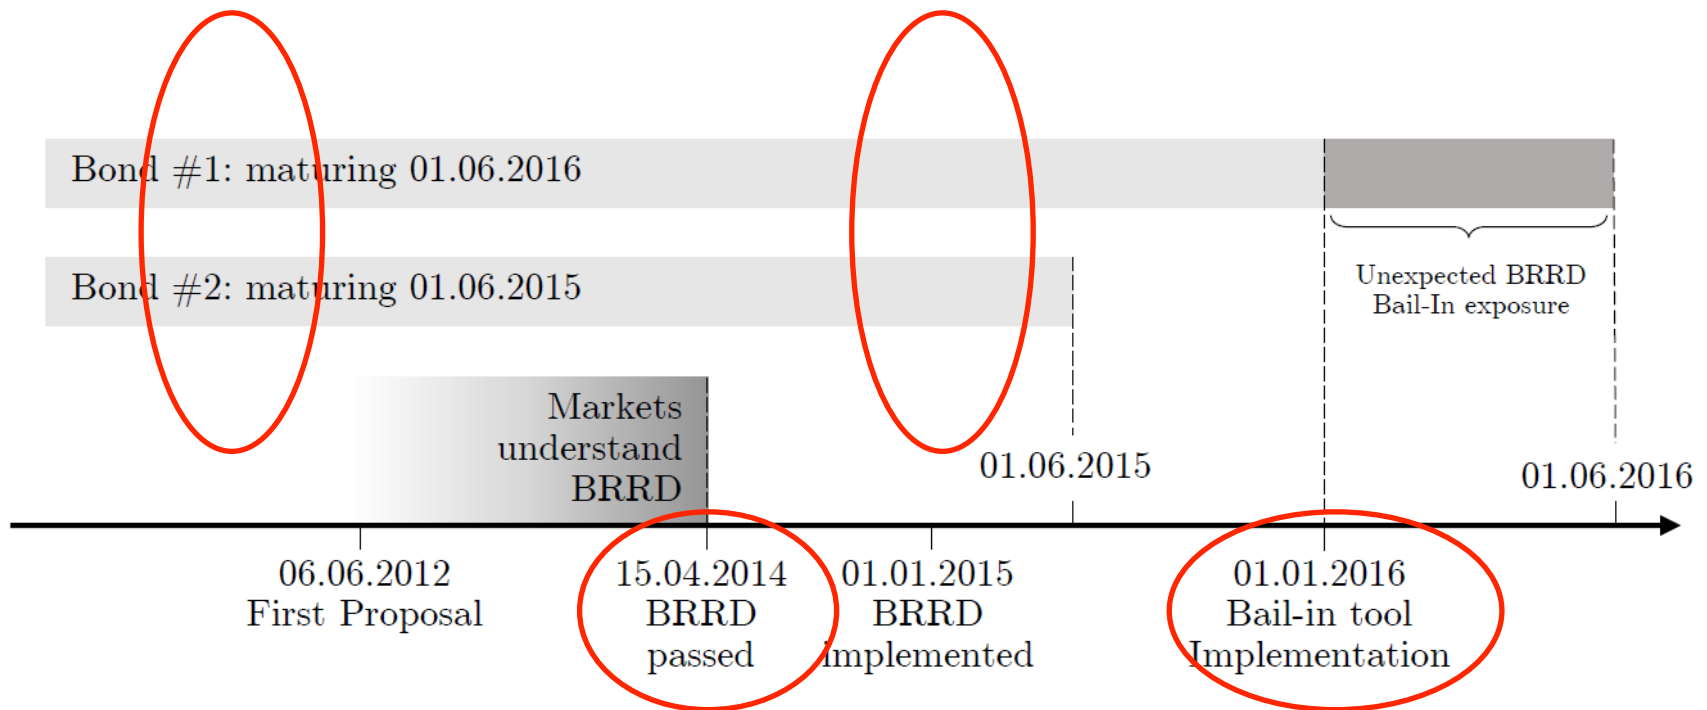 Bond #1: maturing 01.06.2016
Bond #2: maturing 01.06.2015
Unexpected BRRD
Bail-In exposure
Markets
understand
BRRD
01.06.2015
01.06.2016
06.06.2012
First Proposal
15.04.2014
BRRD
passed
01.01.2015
BRRD
implemented
01.01.2016
Bail-in tool
Implementation